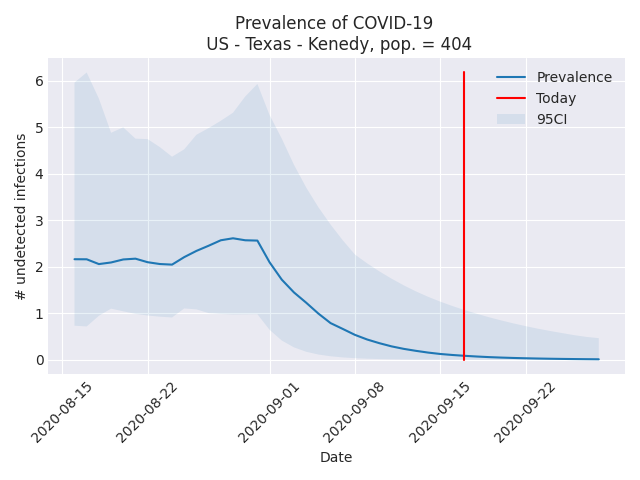 Prevalence of COVID-19
US - Texas - Kenedy, pop. = 404
Prevalence
Today
95CI
# undetected infections
6
5
4
3
2
1
0
2020-08-15
2020-08-22
2020-09-01
2020-09-08
2020-09-15
2020-09-22
Date